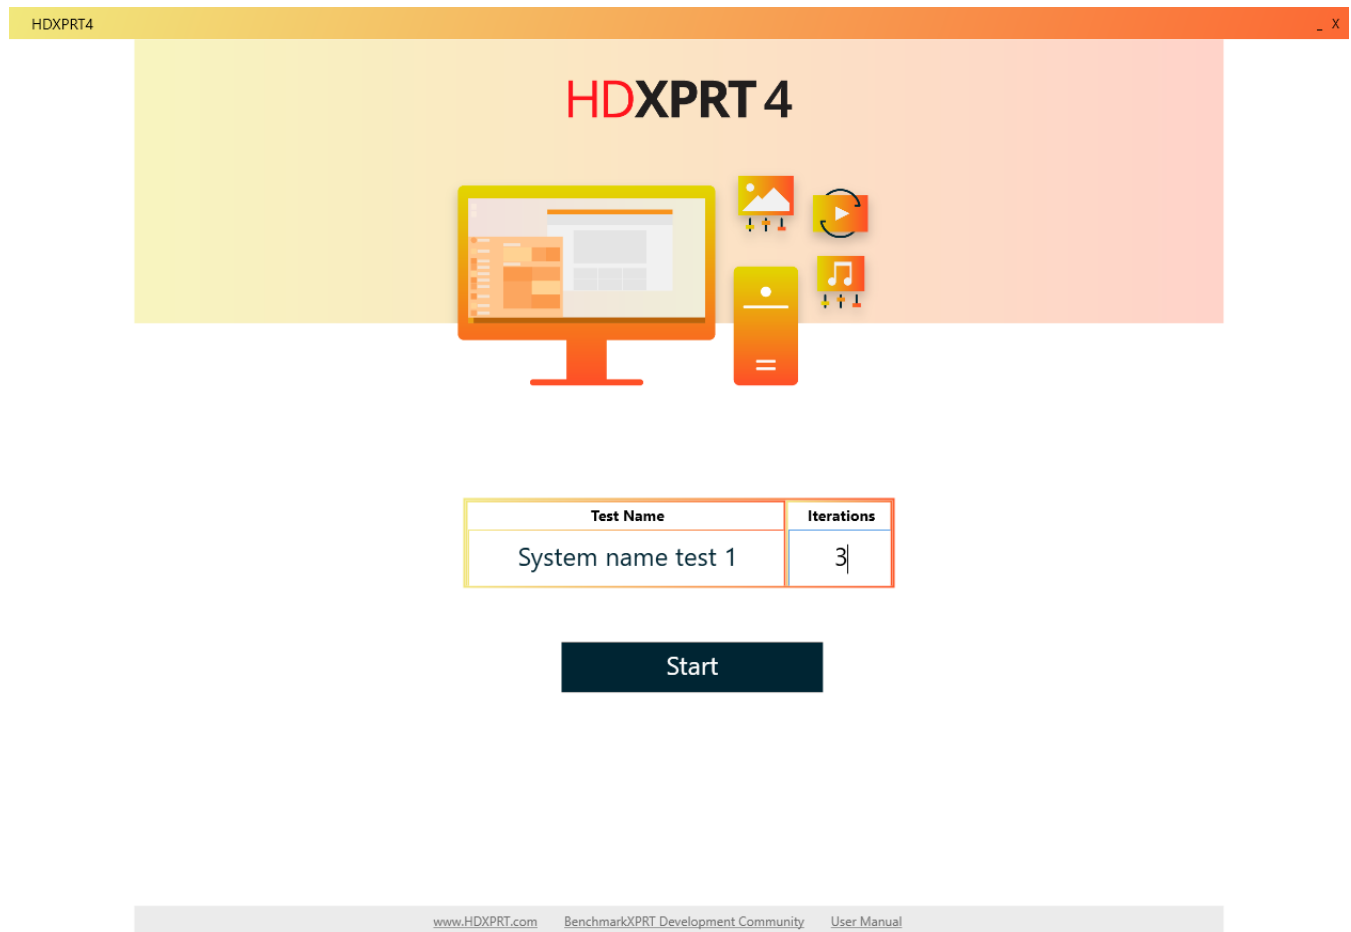 HDXPRT4
_ X
HDXPRT 4
Test Name Iterations
System name test 1 3
Start
www.HDXPRT.com BenchmarkXPRT Development Community User Manual